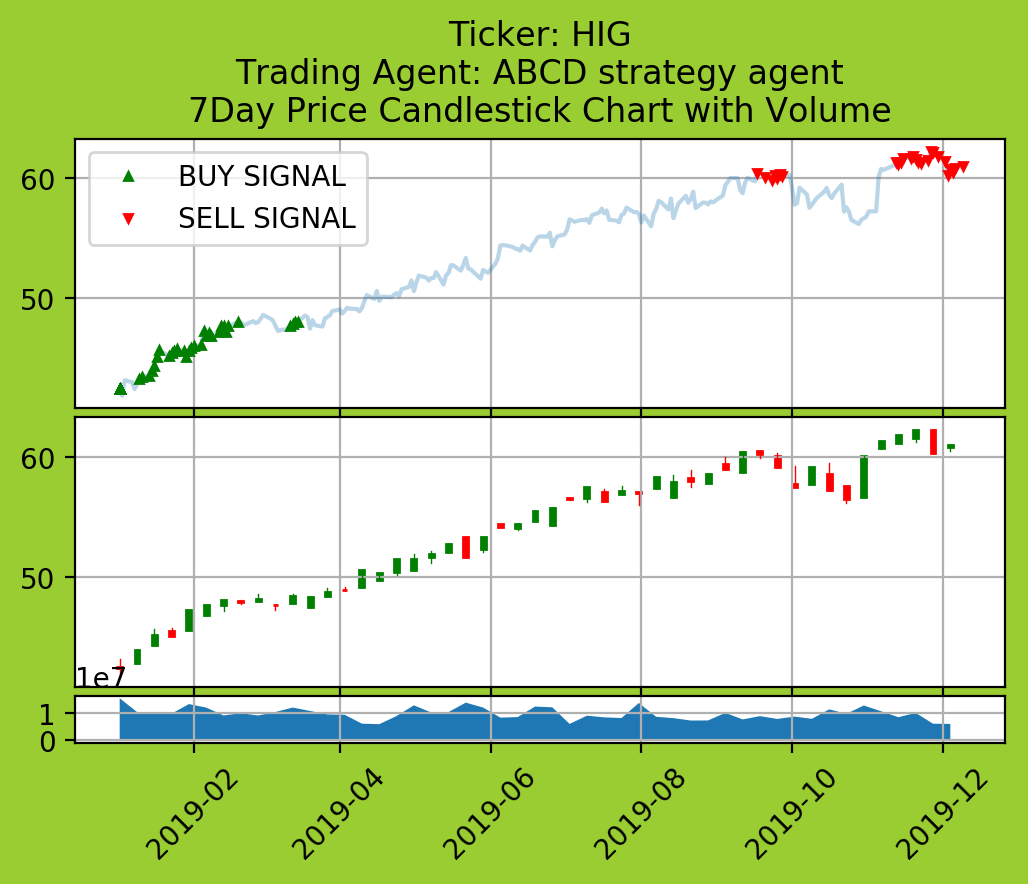 Ticker: HIG
Trading Agent: ABCD strategy agent
7Day Price Candlestick Chart with Volume
BUY SIGNAL
SELL SIGNAL
60
50
60
50
1e7
1
0
2019-02
2019-04
2019-06
2019-08
2019-10
2019-12